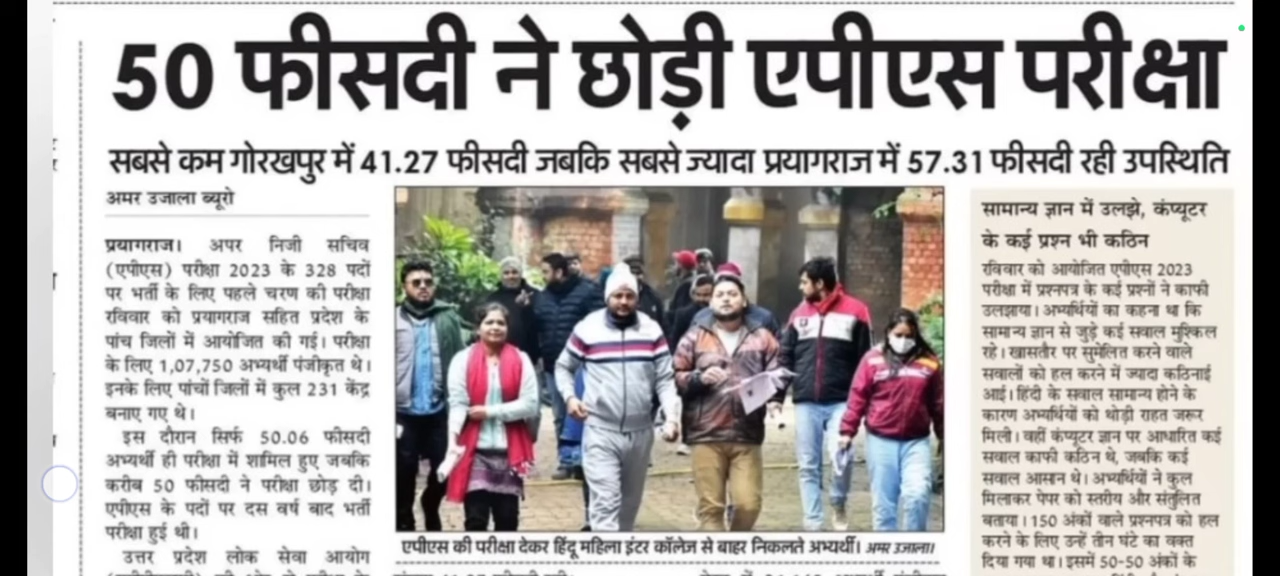 50 फीसदी ने छोड़ी एपीएस परीक्षा
सबसे कम गोरखपुर में 41.27 फीसदी जबकि सबसे ज्यादा प्रयागराज में 57.31 फीसदी रही उपस्थिति
अमर उजाला ब्यूरो
प्रयागराज। अपर निजी सचिव
(एपीएस) परीक्षा 2023 के 328 पदों
पर भर्ती के लिए पहले चरण की परीक्षा
रविवार को प्रयागराज सहित प्रदेश के
पांच जिलों में आयोजित की गई। परीक्षा
के लिए 1,07,750 अभ्यर्थी पंजीकृत थे।
इनके लिए पांचों जिलों में कुल 231 केंद्र
बनाए गए थे।
इस दौरान सिर्फ 50.06 फीसदी
अभ्यर्थी ही परीक्षा में शामिल हुए जबकि
करीब 50 फीसदी ने परीक्षा छोड़ दी।
एपीएस के पदों पर दस वर्ष बाद भर्ती
परीक्षा हुई थी।
उत्तर प्रदेश लोक सेवा आयोग
एपीएस की परीक्षा देकर हिंदू महिला इंटर कॉलेज से बाहर निकलते अभ्यर्थी। अमर उजाला।
सामान्य ज्ञान में उलझे, कंप्यूटर
के कई प्रश्न भी कठिन
रविवार को आयोजित एपीएस 2023
परीक्षा में प्रश्नपत्र के कई प्रश्नों ने काफी
उलझाया। अभ्यर्थियों का कहना था कि
सामान्य ज्ञान से जुड़े कई सवाल मुश्किल
रहे। खासतौर पर सुमेलित करने वाले
सवालों को हल करने में ज्यादा कठिनाई
आई। हिंदी के सवाल सामान्य होने के
कारण अभ्यर्थियों को थोड़ी राहत जरूर
मिली। वहीं कंप्यूटर ज्ञान पर आधारित कई
सवाल काफी कठिन थे, जबकि कई
सवाल आसान थे। अभ्यर्थियों ने कुल
मिलाकर पेपर को स्तरीय और संतुलित
बताया। 150 अंकों वाले प्रश्नपत्र को हल
करने के लिए उन्हें तीन घंटे का वक्त
दिया गया था। इसमें 50-50 अंकों के